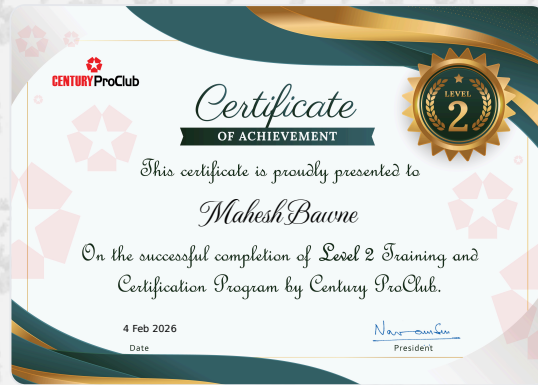 CENTURY ProClub
Certificate
OF ACHIEVEMENT
LEVEL
2
This certificate is proudly presented to
Mahesh Bawne
On the successful completion of Level 2 Training and
Certification Program by Century ProClub.
4 Feb 2026
Date
President